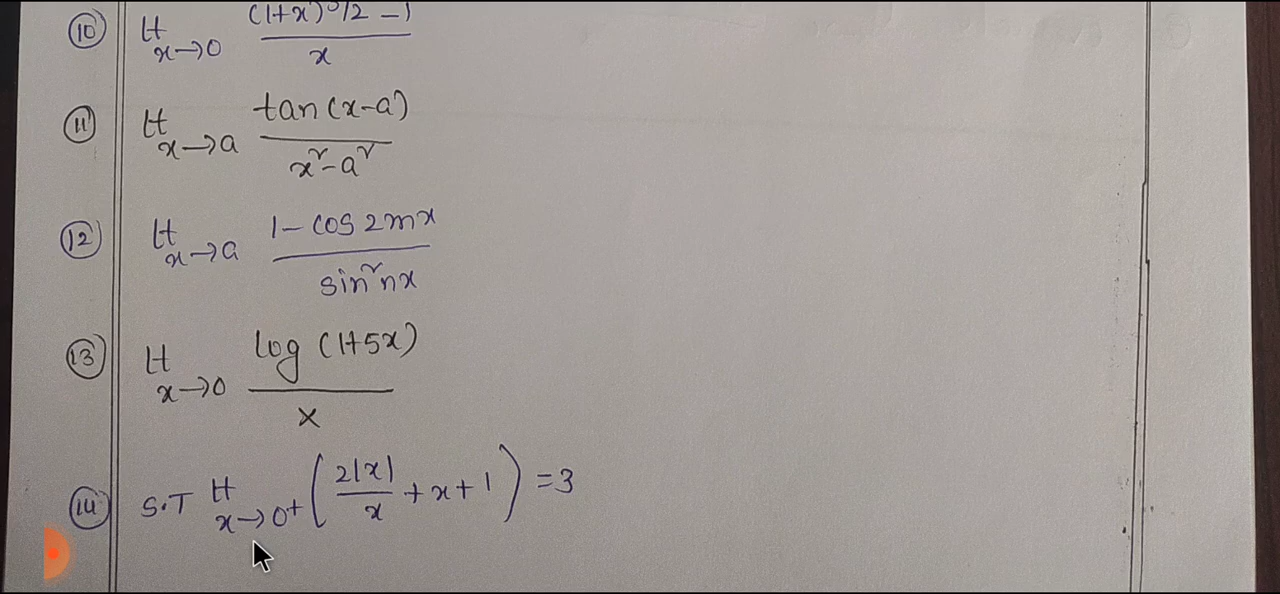 (10) Lt x→0 (1+x)^3/2 -1 / x
(11) Lt x→a tan(x-a) / x² - a²
(12) Lt x→a 1 - cos 2mx / sin² nx
(13) Lt x→0 log (1+5x) / x
(14) S.T Lt x→0+ ( 2|x| / x + x + 1 ) = 3